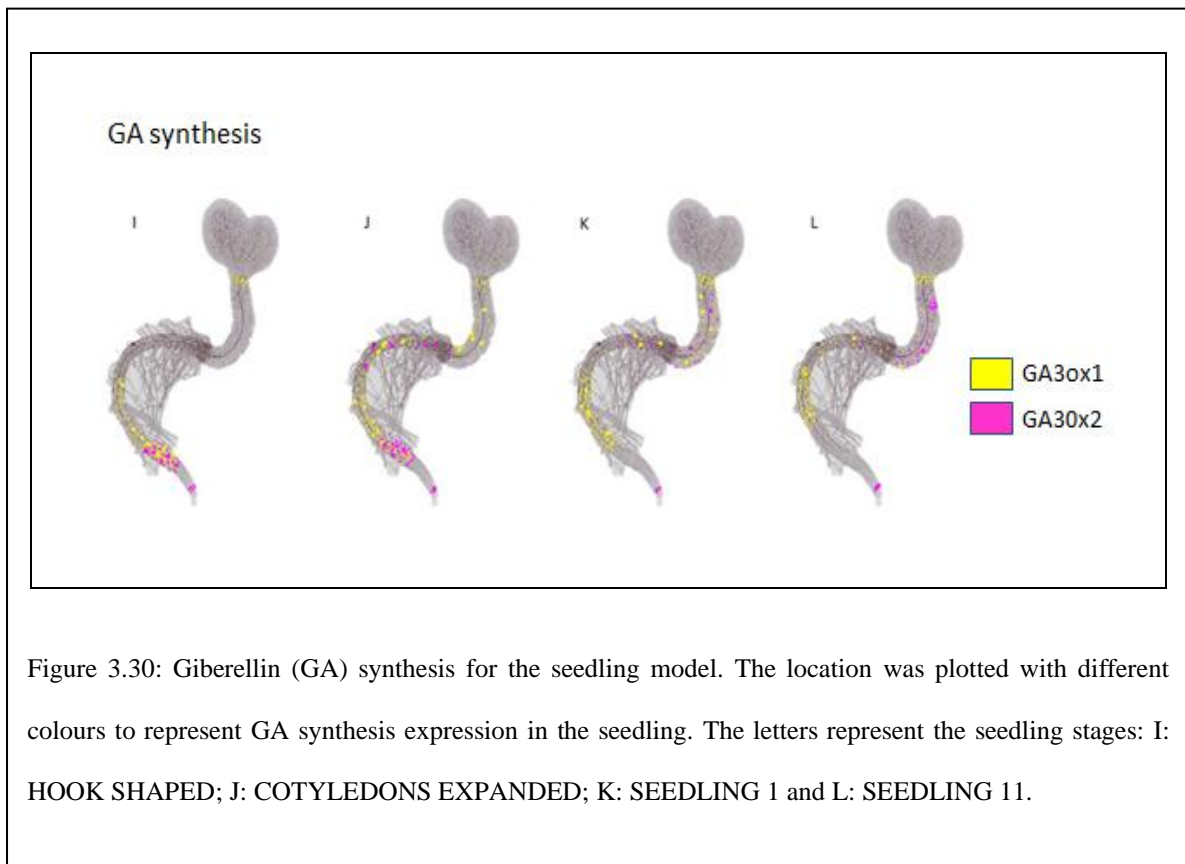 GA synthesis
I
J
K
L
GA3ox1
GA30x2
Figure 3.30: Giberellin (GA) synthesis for the seedling model. The location was plotted with different
colours to represent GA synthesis expression in the seedling. The letters represent the seedling stages: I:
HOOK SHAPED; J: COTYLEDONS EXPANDED; K: SEEDLING 1 and L: SEEDLING 11.